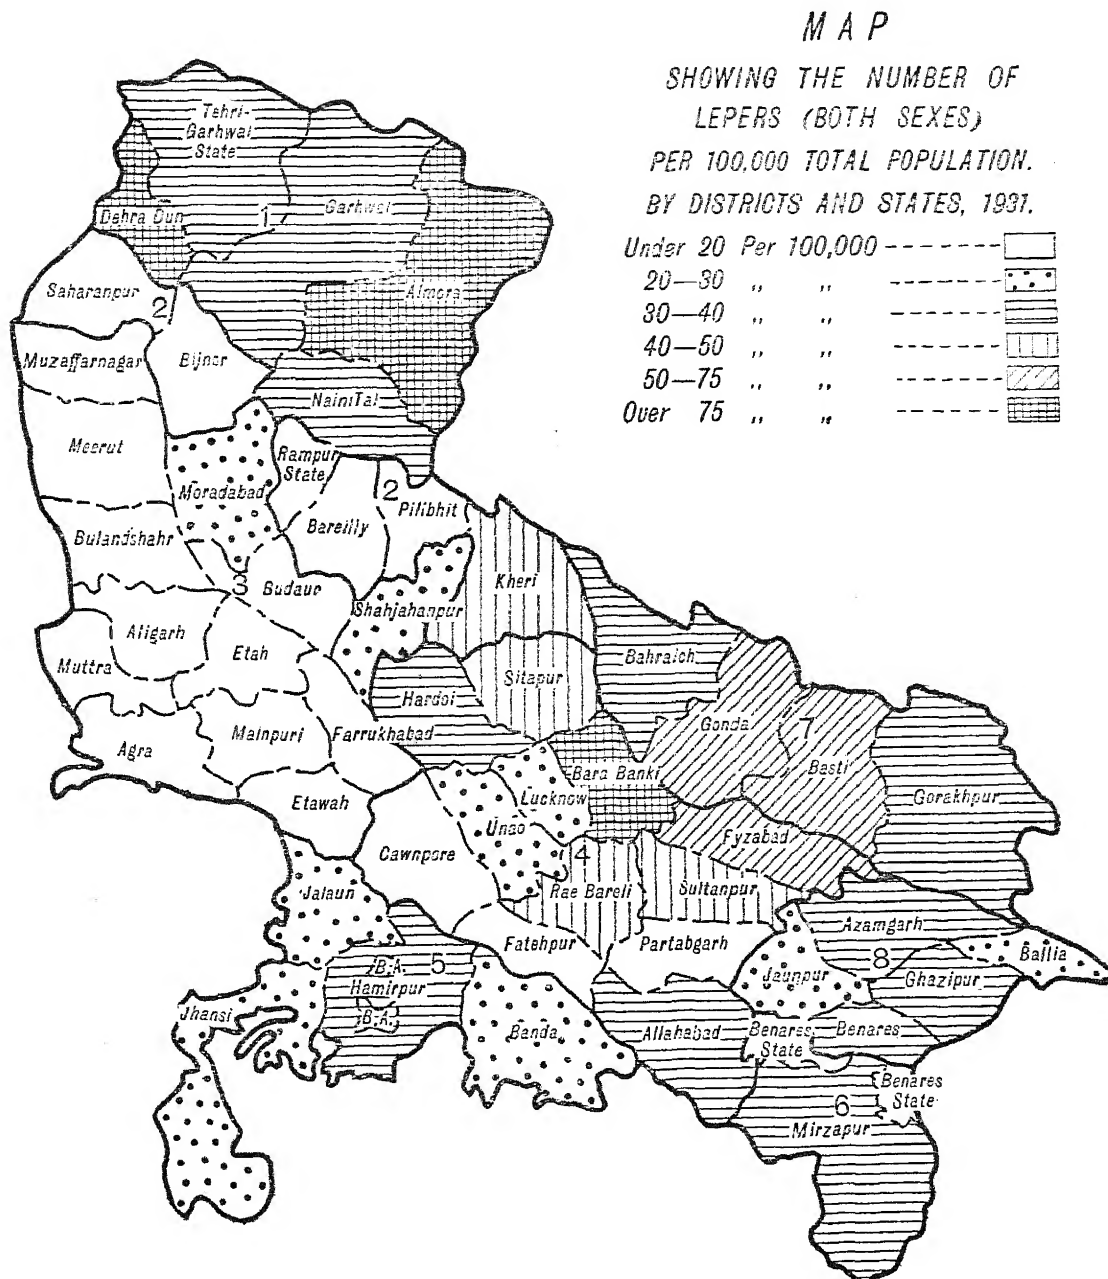 MAP
SHOWING THE NUMBER OF
LEPERS (BOTH SEXES)
PER 100,000 TOTAL POPULATION.
BY DISTRICTS AND STATES, 1931.
Under 20 Per 100,000
20—30 „ „
30—40 „ „
40—50 „ „
50—75 „ „
Over 75 „ „
Tehri-
Garhwal
State
Dehra Dun
1
Garhwal
Almora
Saharanpur
2
Muzaffarnagar
Bijnor
Naini Tal
Meerut
Moradabad
Rampur
State
2
Pilibhit
Bareilly
Bulandshahr
3
Budaun
Shahjahanpur
Kheri
Aligarh
Muttra
Etah
Sitapur
Bahraich
Hardoi
Agra
Mainpuri
Farrukhabad
Gonda
7
Basti
Etawah
Lucknow
Bara Banki
Gorakhpur
Unao
Cawnpore
Fyzabad
4
Rae Bareli
Sultanpur
Jalaun
Azamgarh
Fatehpur
Partabgarh
8
Ballia
B.A.
5
Hamirpur
B.A.
Jaunpur
Ghazipur
Jhansi
Banda
Allahabad
Benares
State
Benares
Benares
State
6
Mirzapur